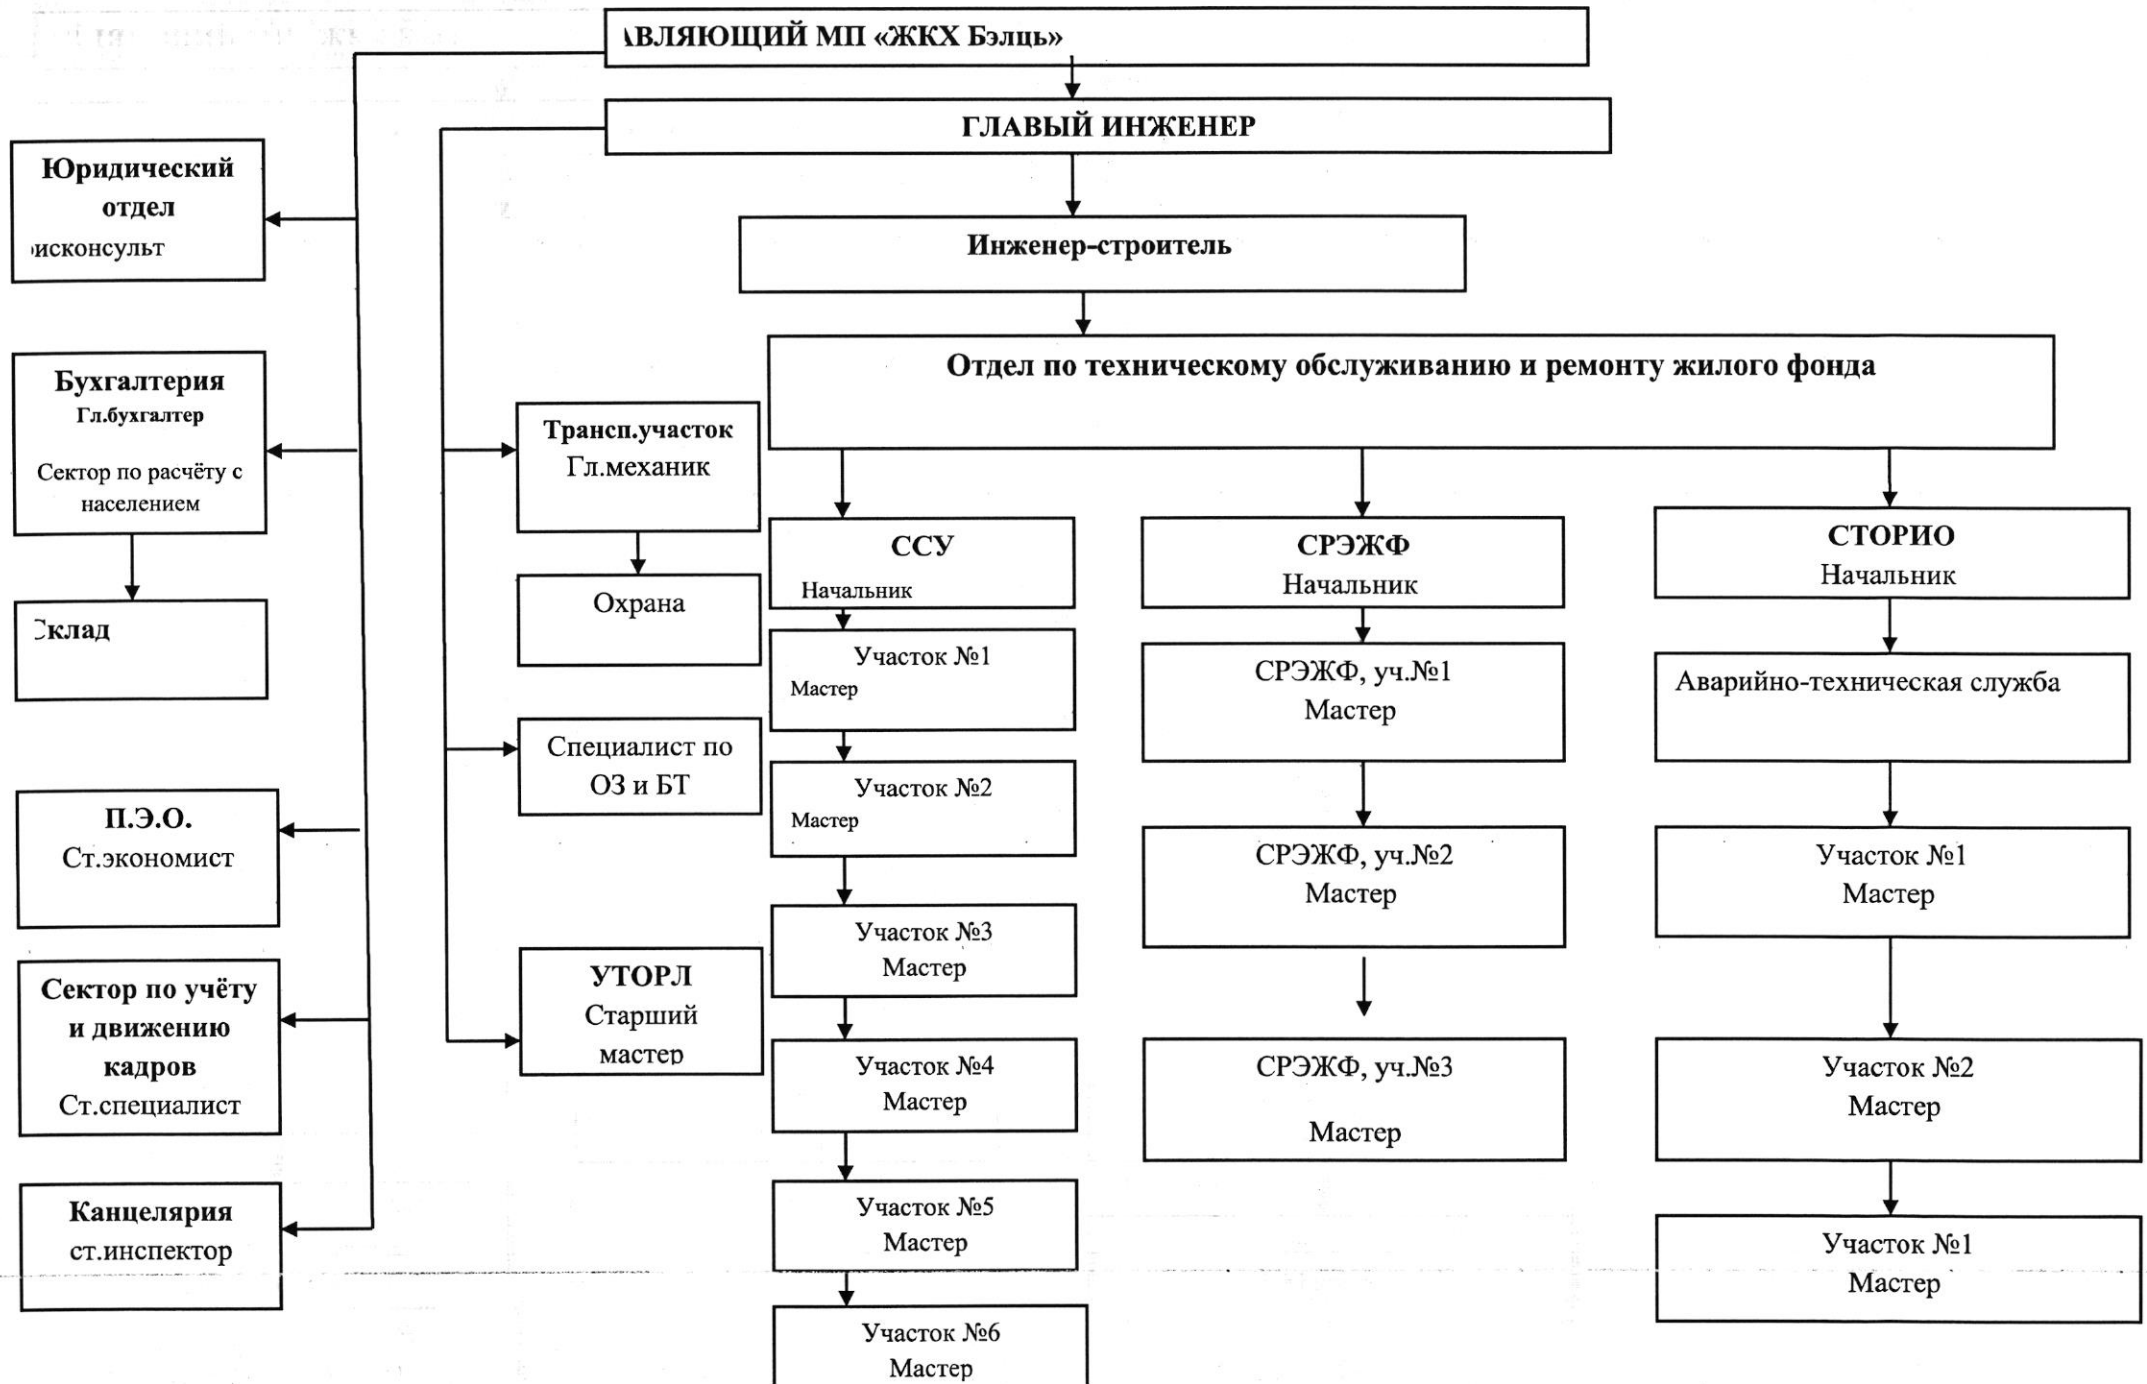 АВЛЯЮЩИЙ МП «ЖКХ Бэлць»
ГЛАВЫЙ ИНЖЕНЕР
Инженер-строитель
Отдел по техническому обслуживанию и ремонту жилого фонда
Юридический
отдел
исконсульт
Бухгалтерия
Гл.бухгалтер
Сектор по расчёту с
населением
Склад
П.Э.О.
Ст.экономист
Сектор по учёту
и движению
кадров
Ст.специалист
Канцелярия
ст.инспектор
Трансп.участок
Гл.механик
Охрана
Специалист по
ОЗ и БТ
УТОРЛ
Старший
мастер
ССУ
Начальник
Участок №1
Мастер
Участок №2
Мастер
Участок №3
Мастер
Участок №4
Мастер
Участок №5
Мастер
Участок №6
Мастер
СРЭЖФ
Начальник
СРЭЖФ, уч.№1
Мастер
СРЭЖФ, уч.№2
Мастер
СРЭЖФ, уч.№3
Мастер
СТОРИО
Начальник
Аварийно-техническая служба
Участок №1
Мастер
Участок №2
Мастер
Участок №1
Мастер